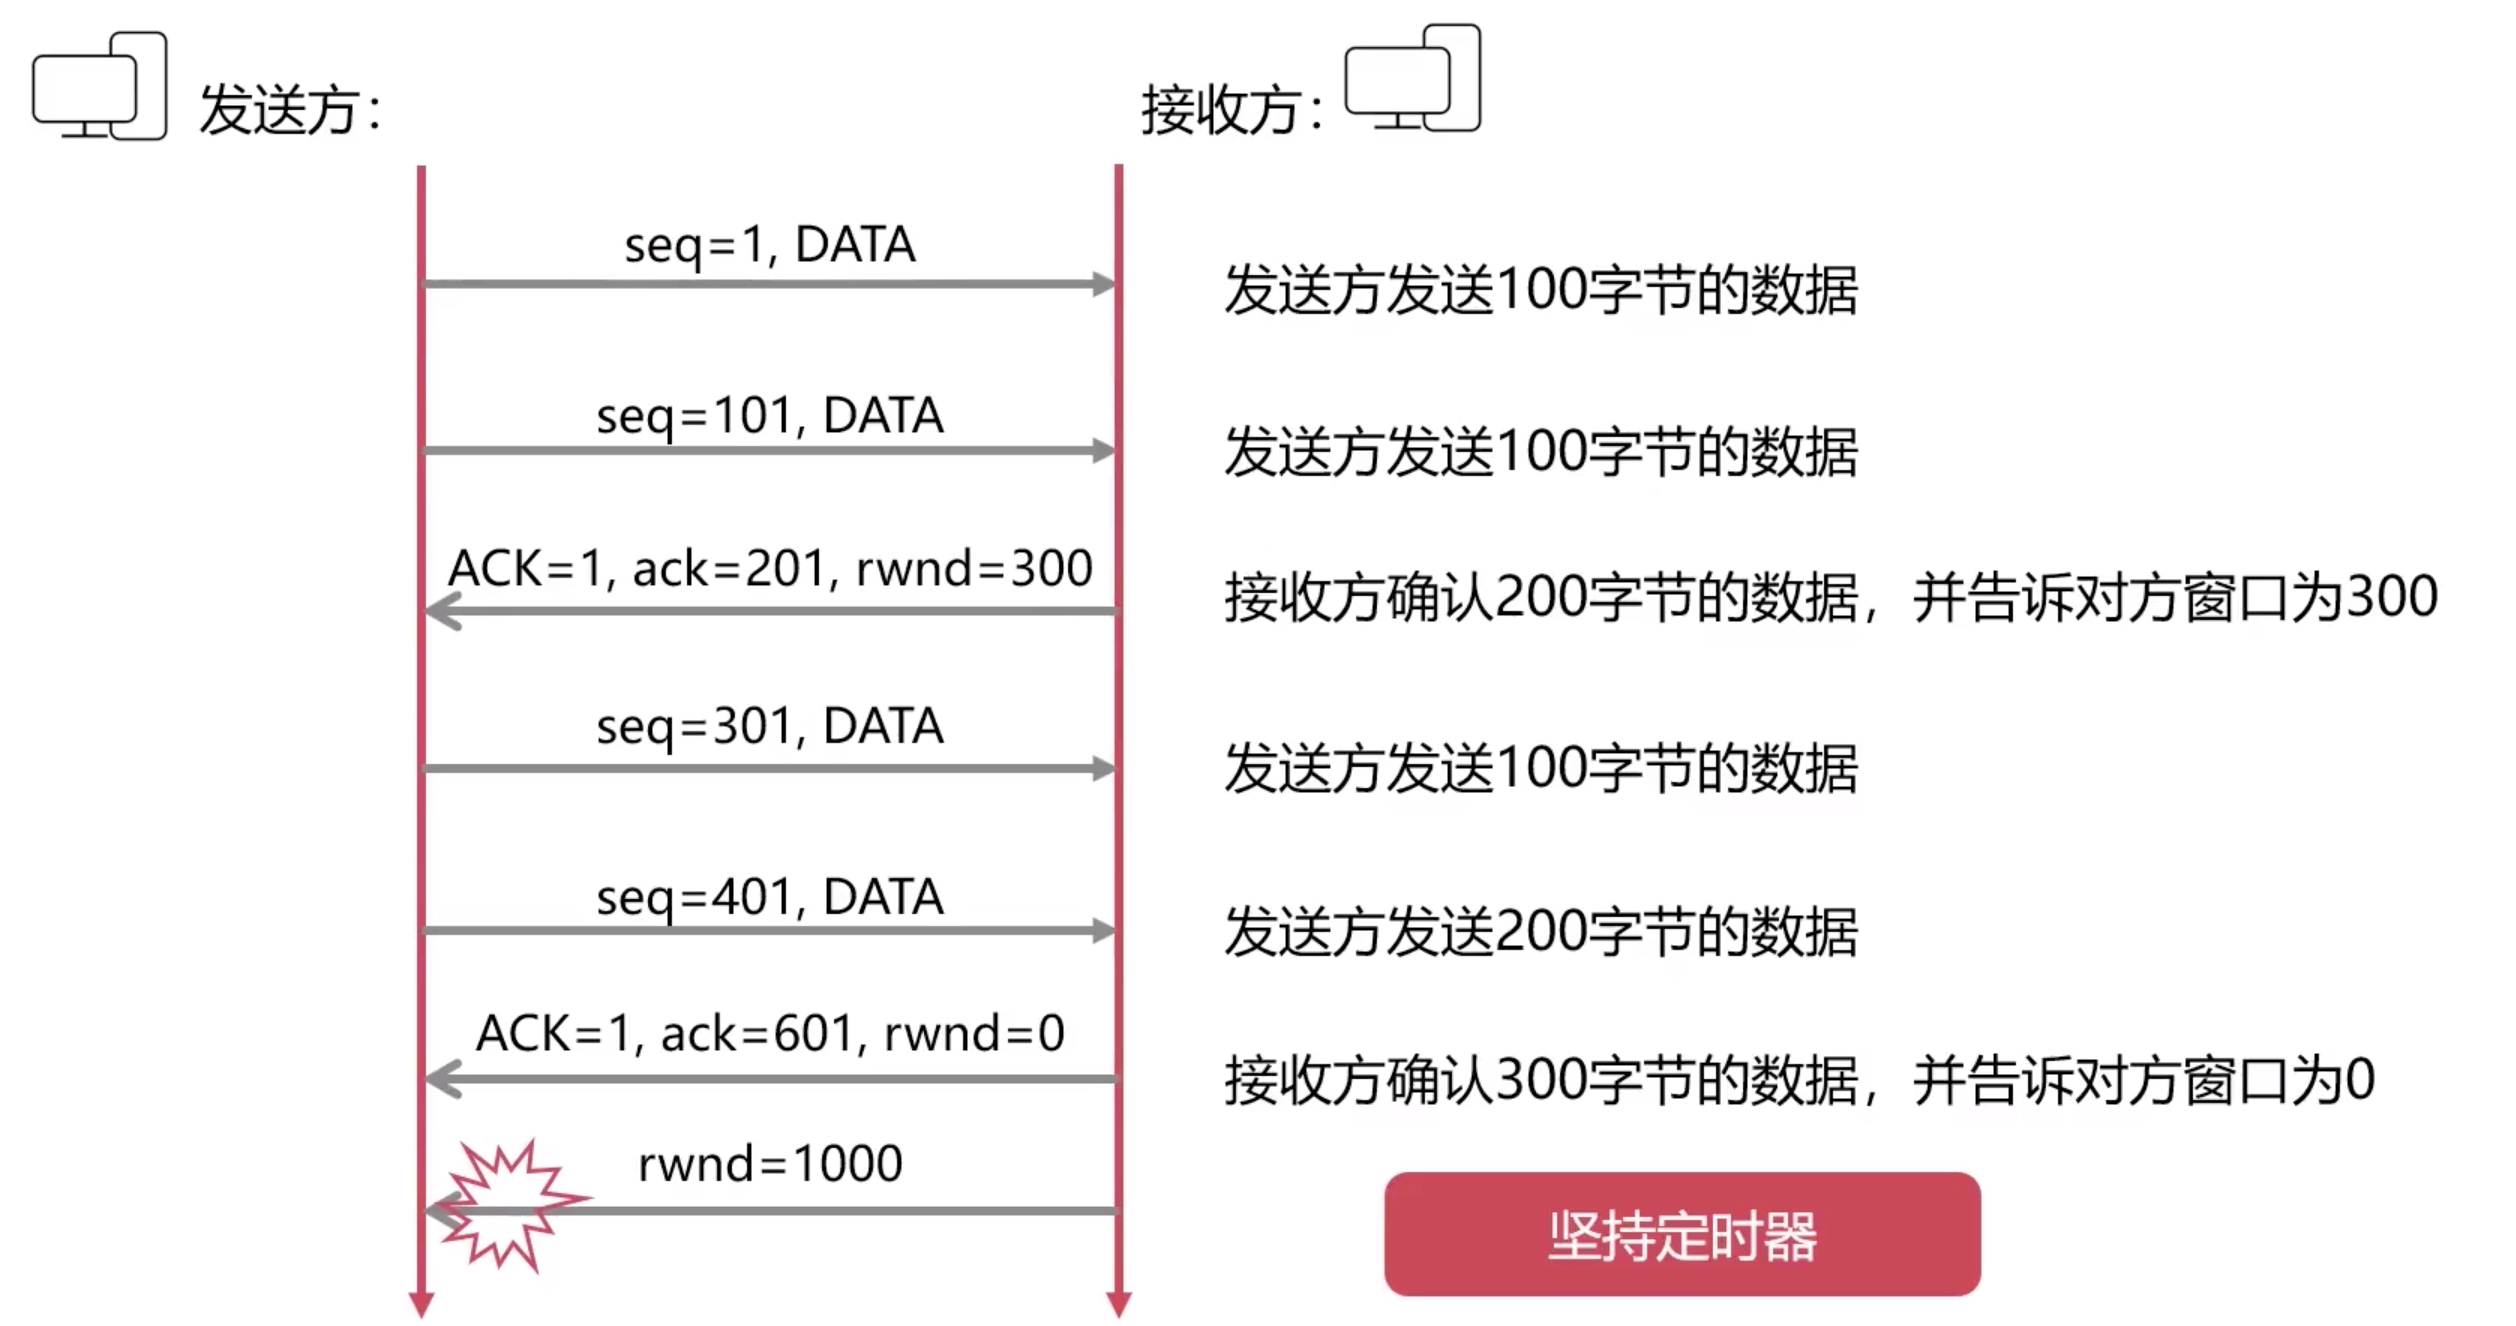 发送方：
接收方：
seq=1, DATA
发送方发送100字节的数据
seq=101, DATA
发送方发送100字节的数据
ACK=1, ack=201, rwnd=300
接收方确认200字节的数据，并告诉对方窗口为300
seq=301, DATA
发送方发送100字节的数据
seq=401, DATA
发送方发送200字节的数据
ACK=1, ack=601, rwnd=0
接收方确认300字节的数据，并告诉对方窗口为0
rwnd=1000
坚持定时器